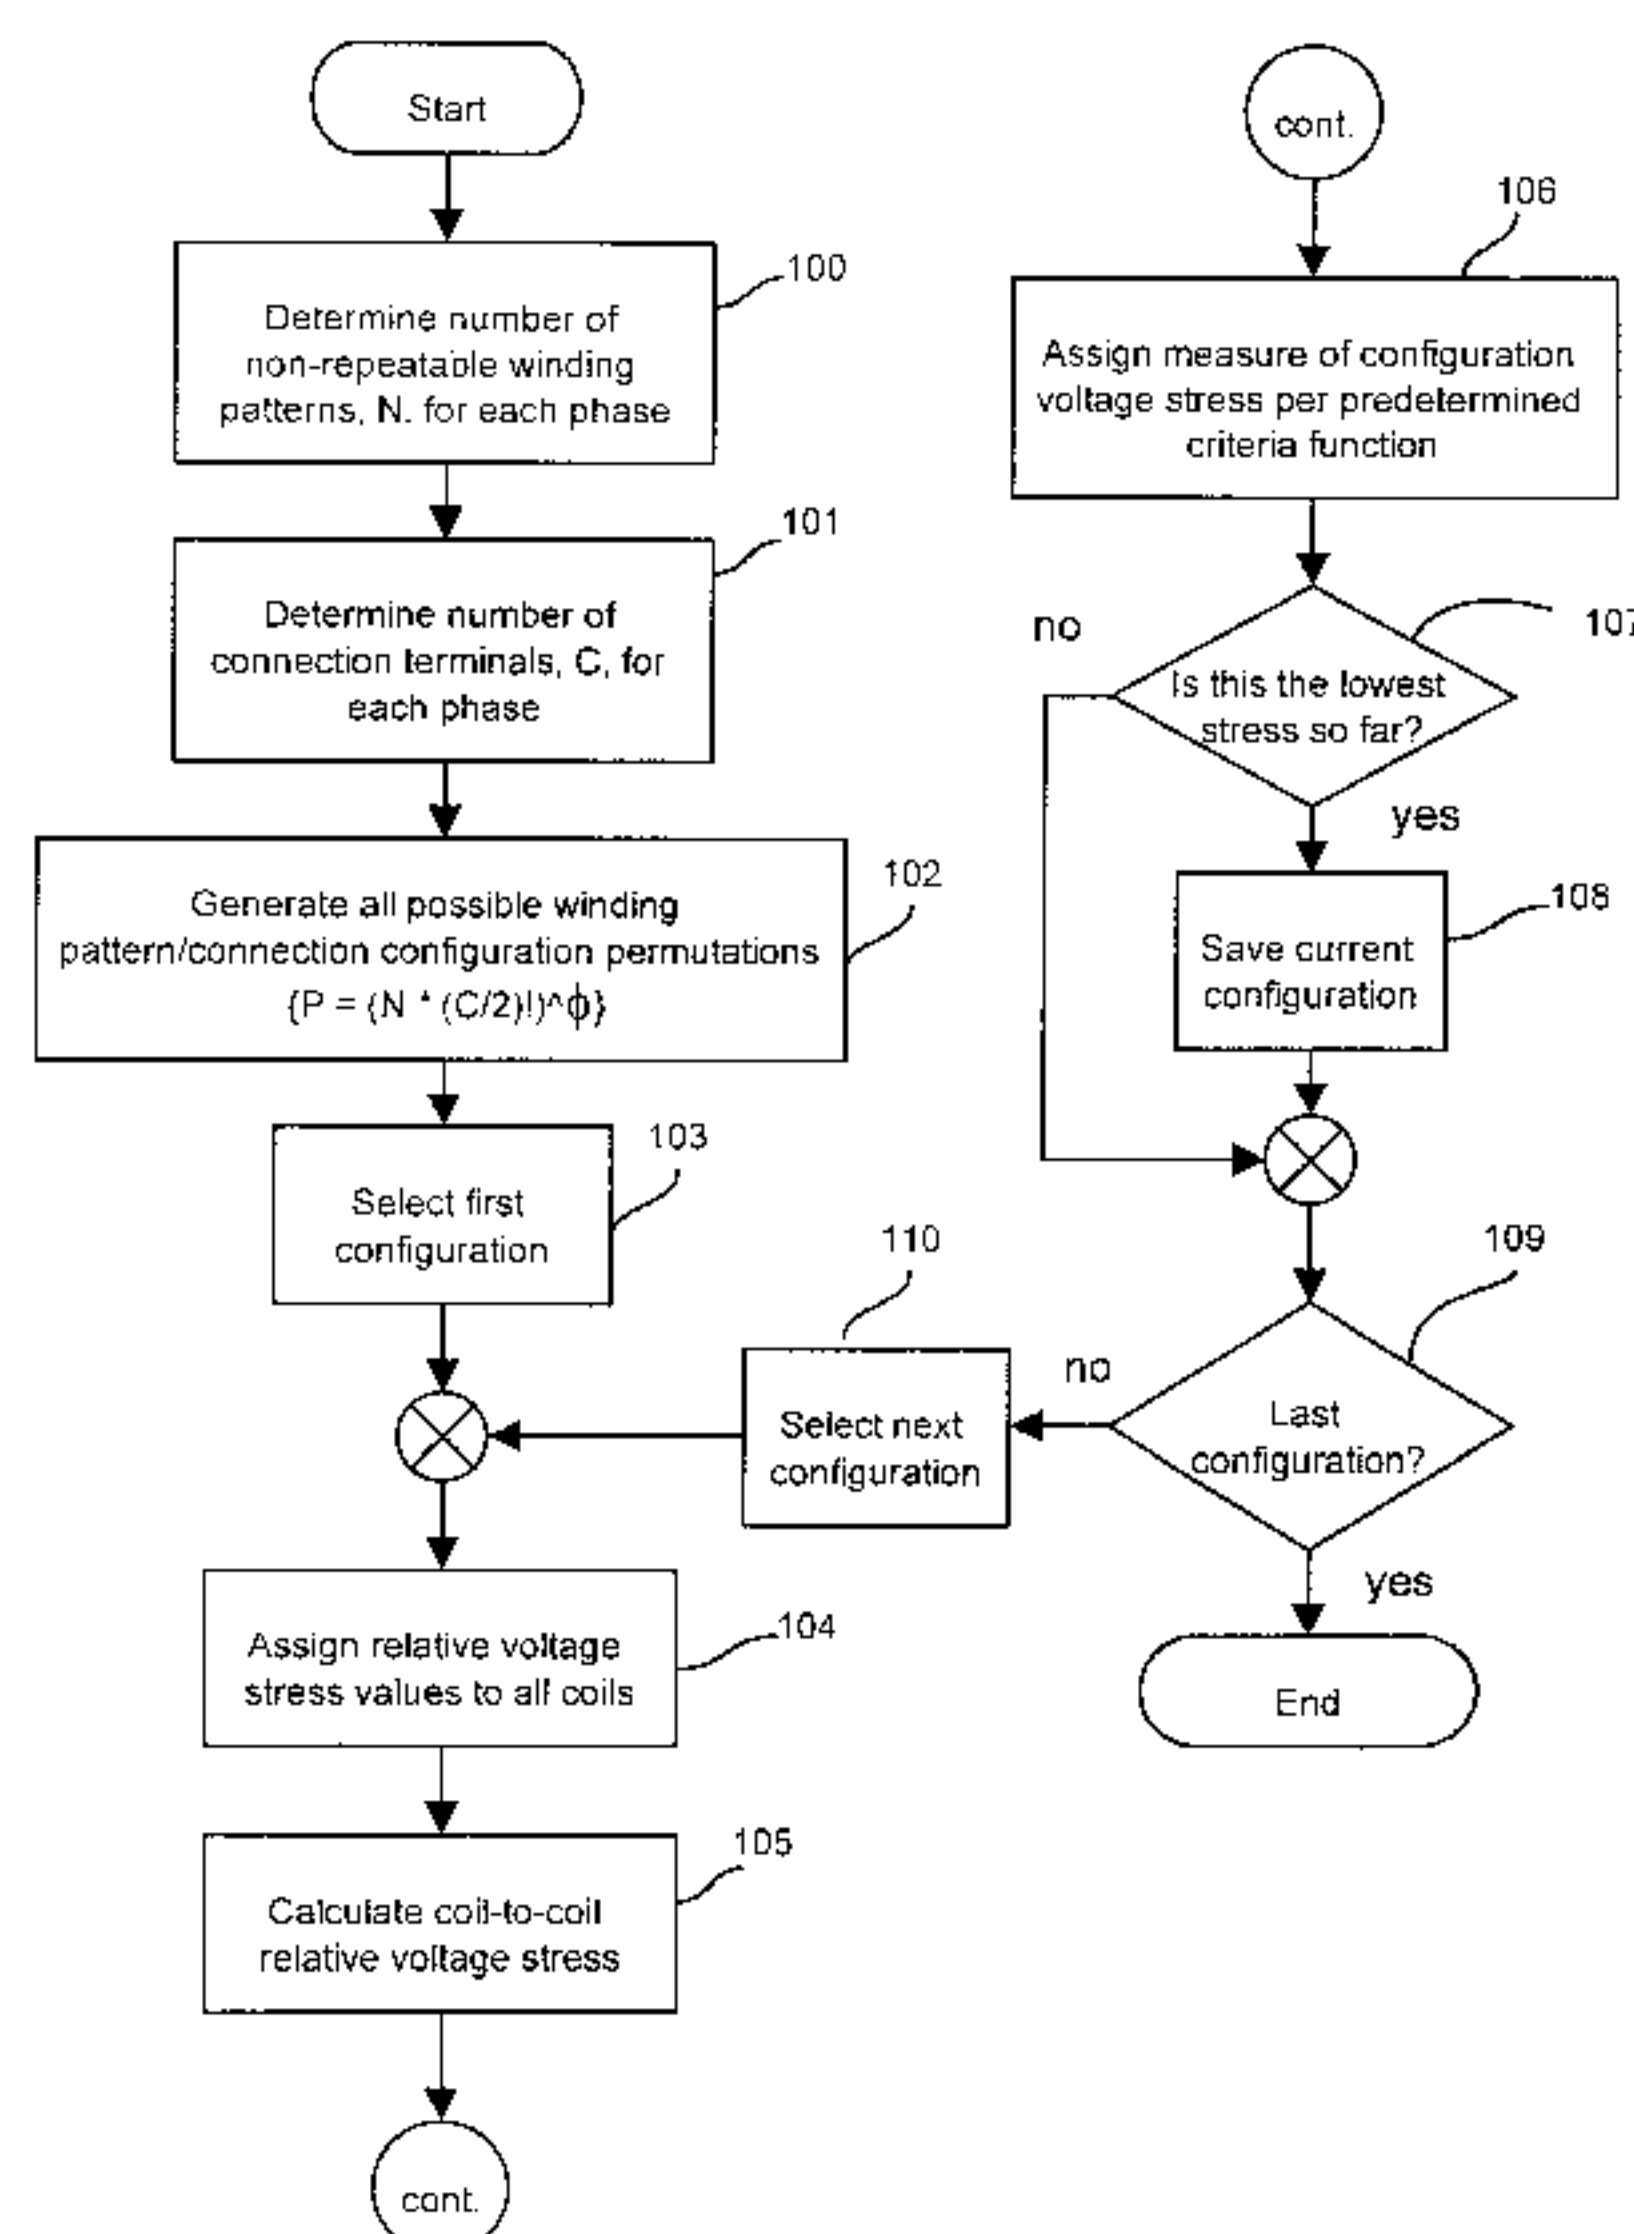 Start
100
Determine number of
non-repeatable winding
patterns, N. for each phase
101
Determine number of
connection terminals, C, for
each phase
102
Generate all possible winding
pattern/connection configuration permutations
{P = (N * (C/2)!)^ϕ}
103
Select first
configuration
110
Select next
configuration
104
Assign relative voltage
stress values to all coils
105
Calculate coil-to-coil
relative voltage stress
cont.
cont.
106
Assign measure of configuration
voltage stress per predetermined
criteria function
107
no
Is this the lowest
stress so far?
yes
108
Save current
configuration
109
no
Last
configuration?
yes
End